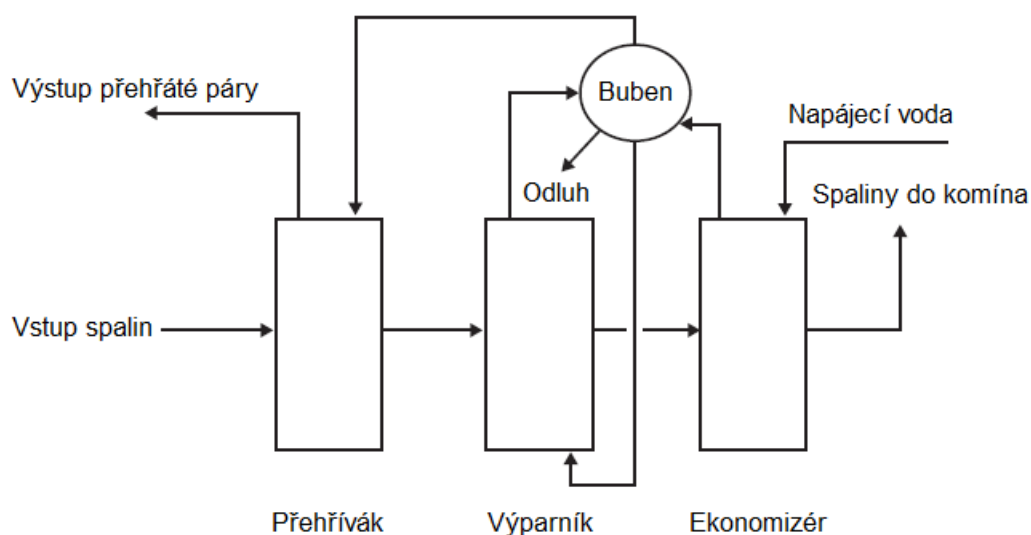 Výstup přehřáté páry
Buben
Napájecí voda
Odluh
Spaliny do komína
Vstup spalin
Přehřívák
Výparník
Ekonomizér